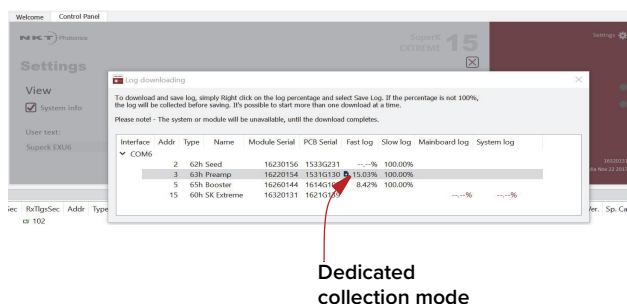 Welcome Control Panel
NKT Photonics
SuperK
EXTREME 15
Settings
Settings
View
System info
User text:
Superk EXU6
Log downloading
To download and save log, simply Right click on the log percentage and select Save Log. If the percentage is not 100%,
the log will be collected before saving. It's possible to start more than one download at a time.
Please note! - The system or module will be unavailable, until the download completes.
Interface Addr Type Name Module Serial PCB Serial Fast log Slow log Mainboard log System log
COM6
2 62h Seed 16230156 1533G231 --.--% 100.00%
3 63h Preamp 16220154 1531G130 15.03% 100.00%
5 65h Booster 16260144 8.42% 100.00%
15 60h SK Extreme 16320131 --.--% --.--%
16320131
Nov 22 2017
RxTlgsSec Addr Type
Ver. Sp. Ca
102
Dedicated
collection mode